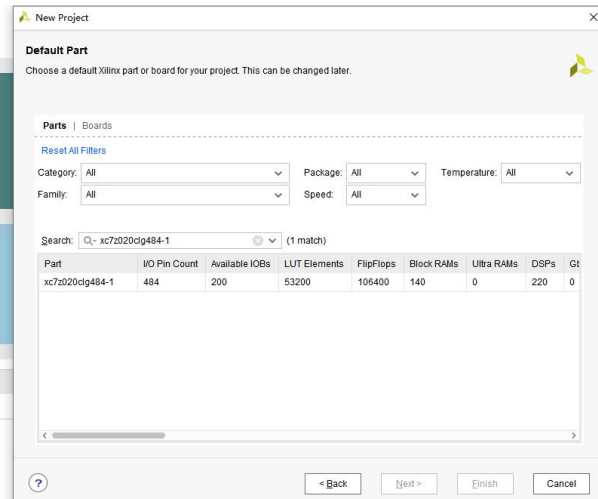 New Project
Default Part
Choose a default Xilinx part or board for your project. This can be changed later.
Parts | Boards
Reset All Filters
Category: All Package: All Temperature: All
Family: All Speed: All
Search: xc7z020clg484-1 (1 match)
Part I/O Pin Count Available IOBs LUT Elements FlipFlops Block RAMs Ultra RAMs DSPs
xc7z020clg484-1 484 200 53200 106400 140 0 220 0
? < Back Next > Finish Cancel